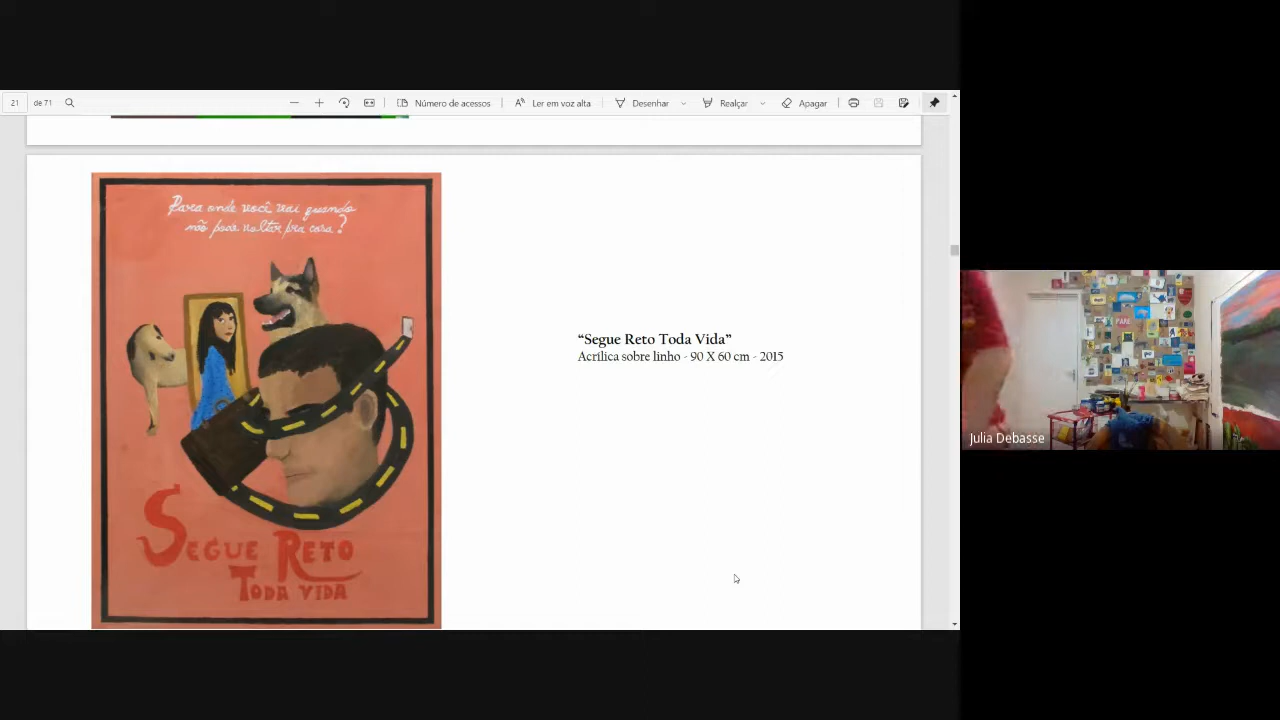 21 de 71
Número de acessos
Ler em voz alta
Desenhar
Realçar
Apagar
Para onde você vai quando
não pode voltar pra casa?
SEGUE RETO
TODA VIDA
“Segue Reto Toda Vida”
Acrílica sobre linho - 90 X 60 cm - 2015
PAPE
Julia Debasse